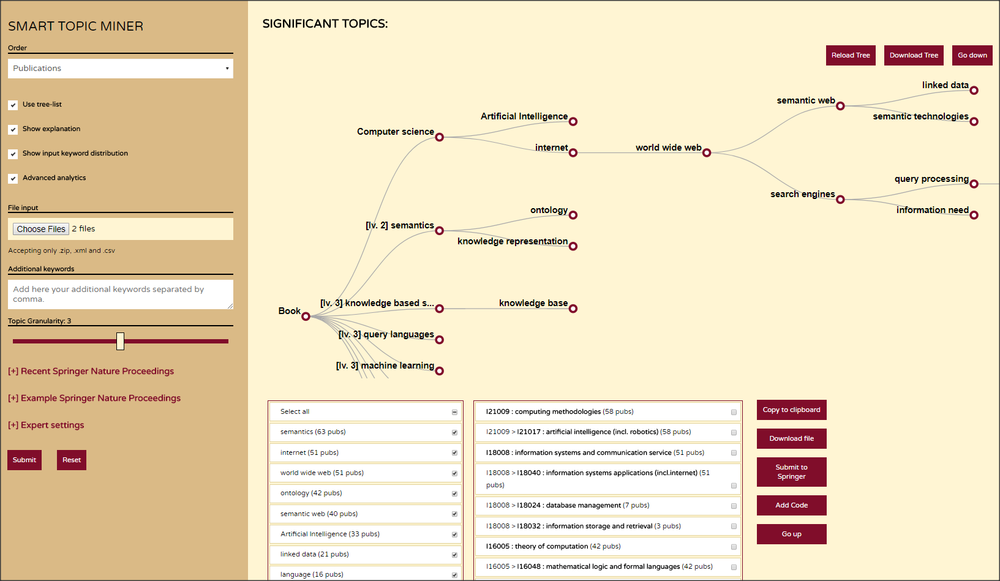 SMART TOPIC MINER
Order
Publications
Use tree-list
Show explanation
Show input keyword distribution
Advanced analytics
File input
Choose Files 2 files
Accepting only .zip, .xml and .csv
Additional keywords
Add here your additional keywords separated by
comma.
Topic Granularity: 3
[+] Recent Springer Nature Proceedings
[+] Example Springer Nature Proceedings
[+] Expert settings
Submit Reset
SIGNIFICANT TOPICS:
Reload Tree Download Tree Go down
linked data
semantic web
semantic technologies
Artificial Intelligence
Computer science
internet
world wide web
query processing
search engines
information need
ontology
[lv. 2] semantics
knowledge representation
[lv. 3] knowledge based s...
knowledge base
Book
[lv. 3] query languages
[lv. 3] machine learning
Select all
semantics (63 pubs)
internet (51 pubs)
world wide web (51 pubs)
ontology (42 pubs)
semantic web (40 pubs)
Artificial Intelligence (33 pubs)
linked data (21 pubs)
language (16 pubs)
I21009 : computing methodologies (58 pubs)
I21009 > I21017 : artificial intelligence (incl. robotics) (58 pubs)
I18008 : information systems and communication service (51 pubs)
I18008 > I18040 : information systems applications (incl.internet) (51
pubs)
I18008 > I18024 : database management (7 pubs)
I18008 > I18032 : information storage and retrieval (3 pubs)
I16005 : theory of computation (42 pubs)
I16005 > I16048 : mathematical logic and formal languages (42 pubs)
Copy to clipboard
Download file
Submit to
Springer
Add Code
Go up